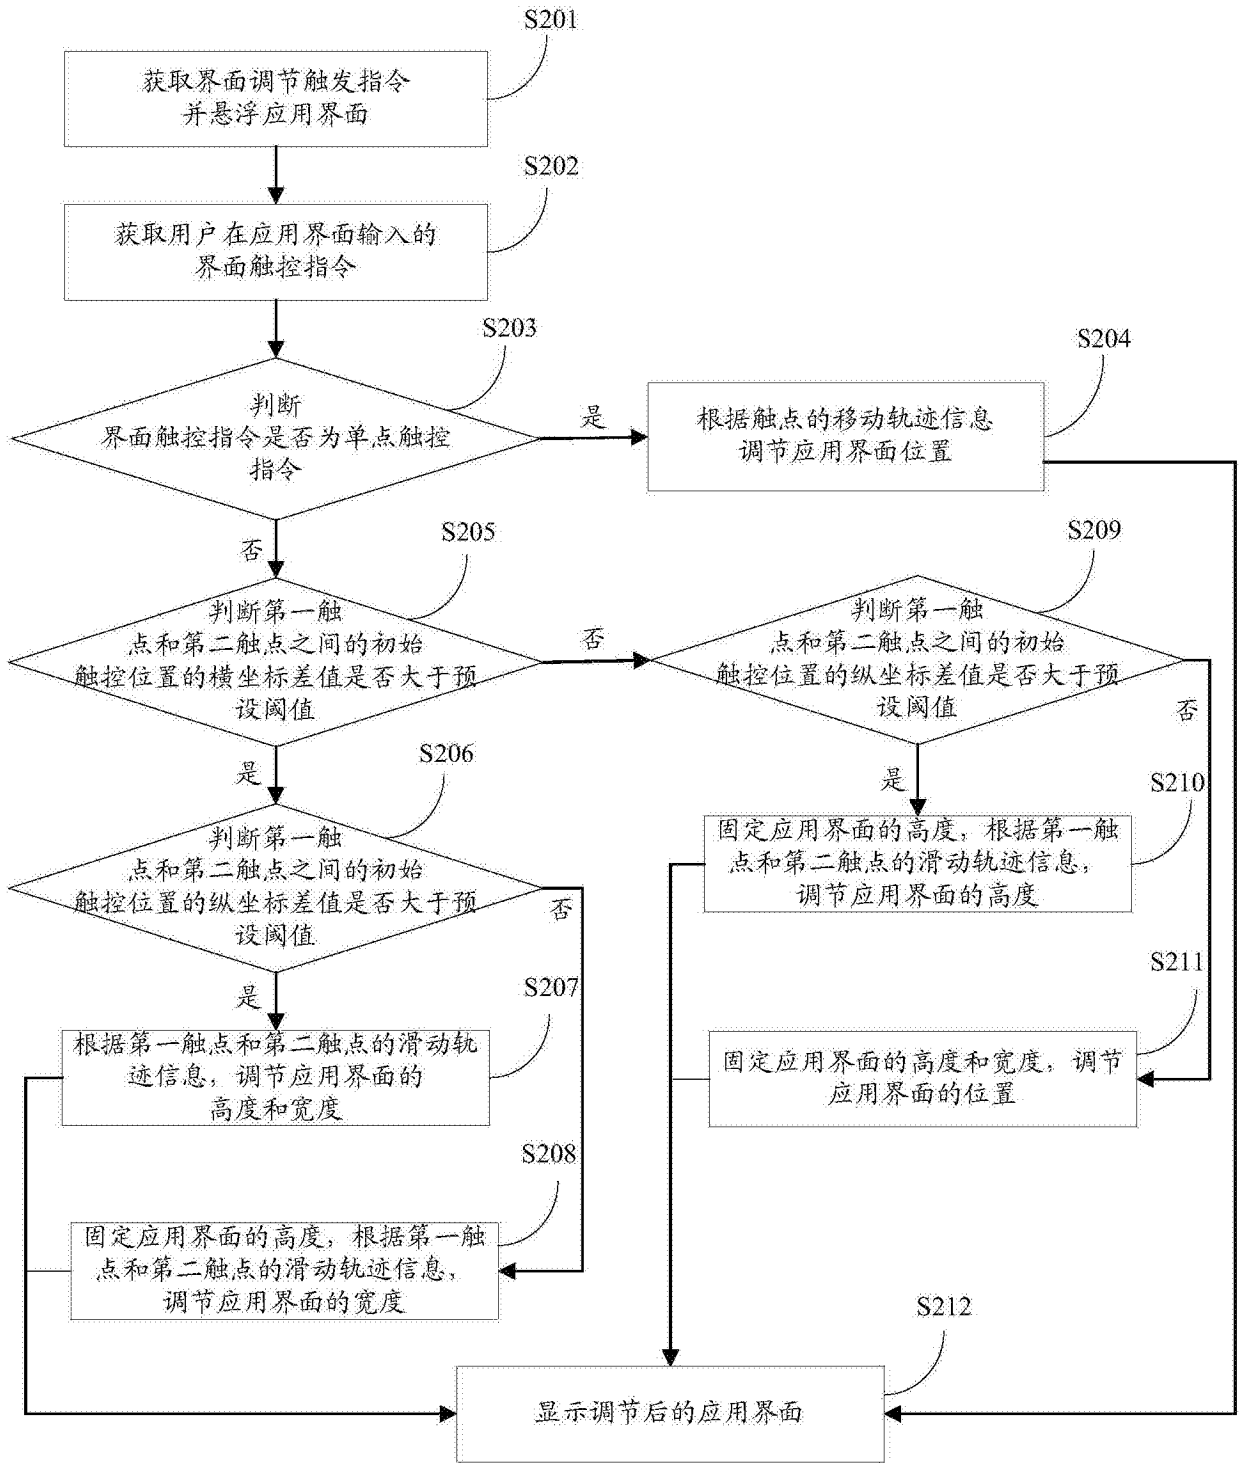 S201
获取界面调节触发指令
并悬浮应用界面
S202
获取用户在应用界面输入的
界面触控指令
S203
判断
界面触控指令是否为单点触控
指令
是
S204
根据触点的移动轨迹信息
调节应用界面位置
否
S205
判断第一触
点和第二触点之间的初始
触控位置的横坐标差值是否大于预
设阈值
否
S209
判断第一触
点和第二触点之间的初始
触控位置的纵坐标差值是否大于预
设阈值
否
是
S206
判断第一触
点和第二触点之间的初始
触控位置的纵坐标差值是否大于预
设阈值
否
是
S210
固定应用界面的高度，根据第一触
点和第二触点的滑动轨迹信息，
调节应用界面的高度
是
S207
根据第一触点和第二触点的滑动轨
迹信息，调节应用界面的
高度和宽度
S211
固定应用界面的高度和宽度，调节
应用界面的位置
S208
固定应用界面的高度，根据第一触
点和第二触点的滑动轨迹信息，
调节应用界面的宽度
S212
显示调节后的应用界面